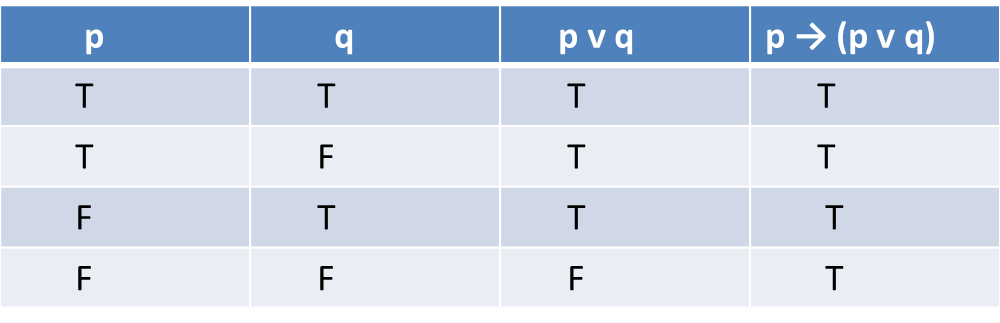 p q p v q p → (p v q)
T T T T
T F T T
F T T T
F F F T